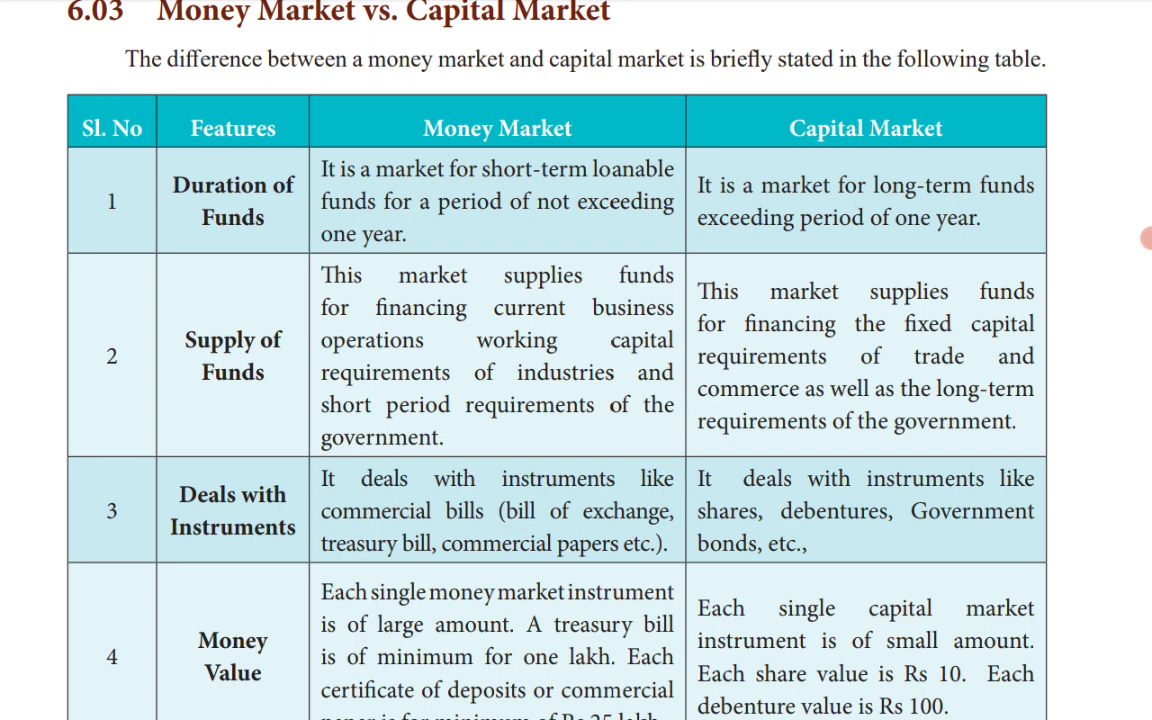 6.03 Money Market vs. Capital Market
The difference between a money market and capital market is briefly stated in the following table.
Sl. No Features Money Market Capital Market
1
Duration of
Funds
It is a market for short-term loanable
funds for a period of not exceeding
one year.
It is a market for long-term funds
exceeding period of one year.
2
Supply of
Funds
This market supplies funds
for financing current business
operations working capital
requirements of industries and
short period requirements of the
government.
This market supplies funds
for financing the fixed capital
requirements of trade and
commerce as well as the long-term
requirements of the government.
3
Deals with
Instruments
It deals with instruments like
commercial bills (bill of exchange,
treasury bill, commercial papers etc.).
It deals with instruments like
shares, debentures, Government
bonds, etc.,
4
Money
Value
Each single money market instrument
is of large amount. A treasury bill
is of minimum for one lakh. Each
certificate of deposits or commercial
paper is for minimum of Rs 25 lakh.
Each single capital market
instrument is of small amount.
Each share value is Rs 10. Each
debenture value is Rs 100.